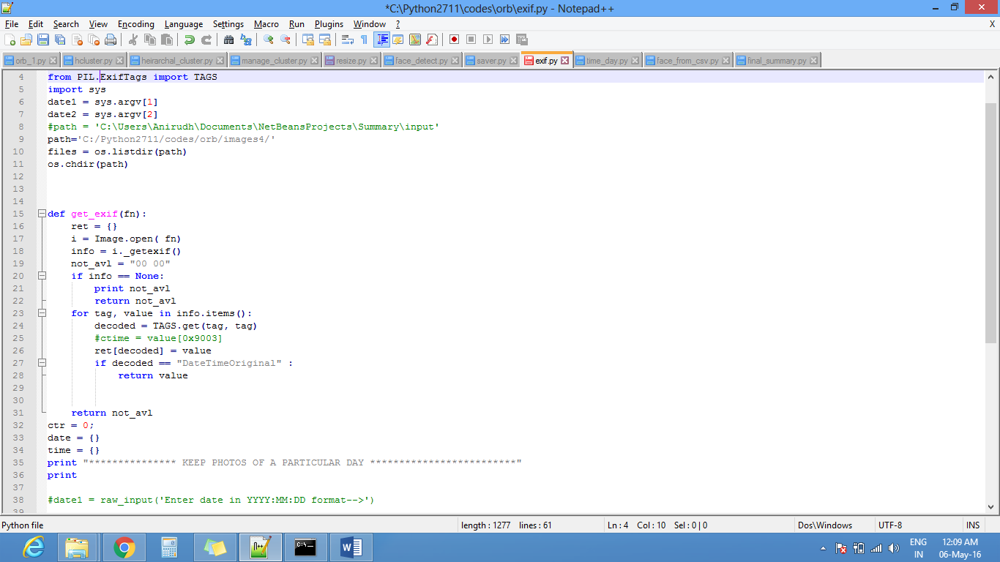 *C:\Python2711\codes\orb\exif.py - Notepad++
File Edit Search View Encoding Language Settings Macro Run Plugins Window ? X
orb_1.py hcluster.py heirarchal_cluster.py manage_cluster.py resize.py face_detect.py saver.py exif.py time_day.py face_from_csv.py final_summary.py
4 from PIL.ExifTags import TAGS
5 import sys
6 date1 = sys.argv[1]
7 date2 = sys.argv[2]
8 #path = 'C:\Users\Anirudh\Documents\NetBeansProjects\Summary\input'
9 path='C:/Python2711/codes/orb/images4/'
10 files = os.listdir(path)
11 os.chdir(path)
12
13
14
15 def get_exif(fn):
16 ret = {}
17 i = Image.open( fn)
18 info = i._getexif()
19 not_avl = "00 00"
20 if info == None:
21 print not_avl
22 return not_avl
23 for tag, value in info.items():
24 decoded = TAGS.get(tag, tag)
25 #ctime = value[0x9003]
26 ret[decoded] = value
27 if decoded == "DateTimeOriginal" :
28 return value
29
30
31 return not_avl
32 ctr = 0;
33 date = {}
34 time = {}
35 print "*************** KEEP PHOTOS OF A PARTICULAR DAY *************************"
36 print
37
38 #date1 = raw_input('Enter date in YYYY:MM:DD format-->')
39
Python file length : 1277 lines : 61 Ln : 4 Col : 10 Sel : 0 | 0 Dos\Windows UTF-8 INS
ENG 12:09 AM
IN 06-May-16